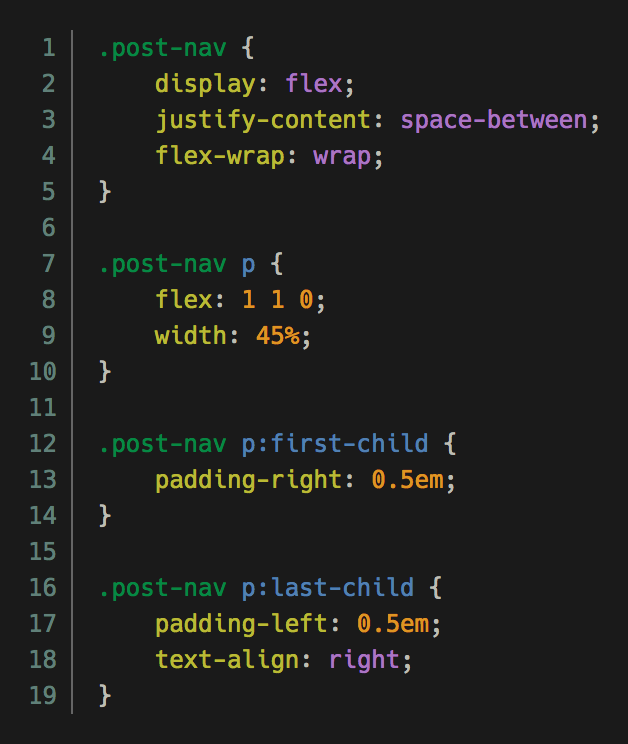 1 .post-nav {
2     display: flex;
3     justify-content: space-between;
4     flex-wrap: wrap;
5 }
6
7 .post-nav p {
8     flex: 1 1 0;
9     width: 45%;
10 }
11
12 .post-nav p:first-child {
13     padding-right: 0.5em;
14 }
15
16 .post-nav p:last-child {
17     padding-left: 0.5em;
18     text-align: right;
19 }